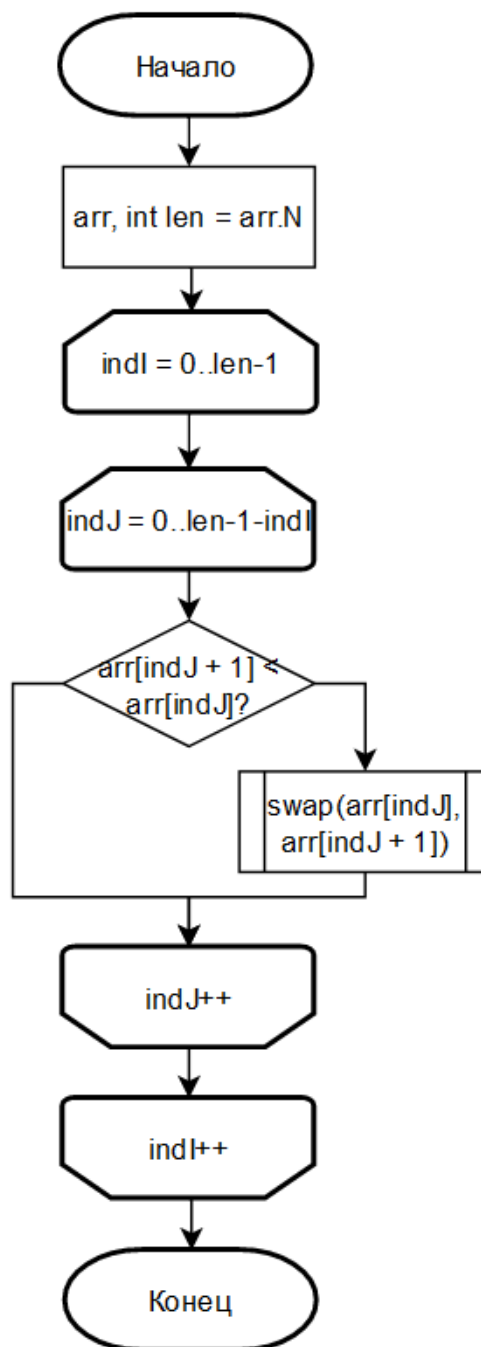 Начало
arr, int len = arr.N
indI = 0..len-1
indJ = 0..len-1-indI
arr[indJ + 1] <
arr[indJ]?
swap(arr[indJ],
arr[indJ + 1])
indJ++
indI++
Конец